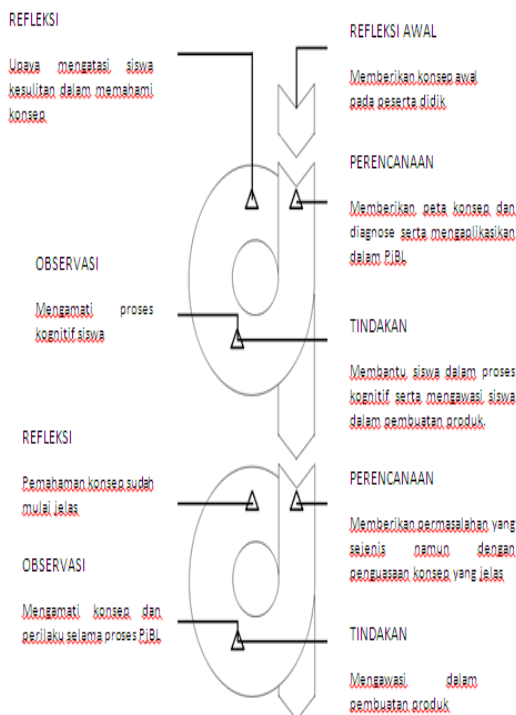 REFLEKSI
Upaya mengatasi siswa
kesulitan dalam memahami
konsep
OBSERVASI
Mengamati proses
kognitif siswa
REFLEKSI
Pemahaman konsep sudah
mulai jelas
OBSERVASI
Mengamati konsep dan
perilaku selama proses PjBL
REFLEKSI AWAL
Memberikan konsep awal
pada peserta didik
PERENCANAAN
Memberikan peta konsep dan
diagnose serta mengaplikasikan
dalam PjBL
TINDAKAN
Membantu siswa dalam proses
kognitif serta mengawasi siswa
dalam pembuatan produk.
PERENCANAAN
Memberikan permasalahan yang
sejenis namun dengan
penguasaan konsep yang jelas
TINDAKAN
Mengawasi dalam
pembuatan produk